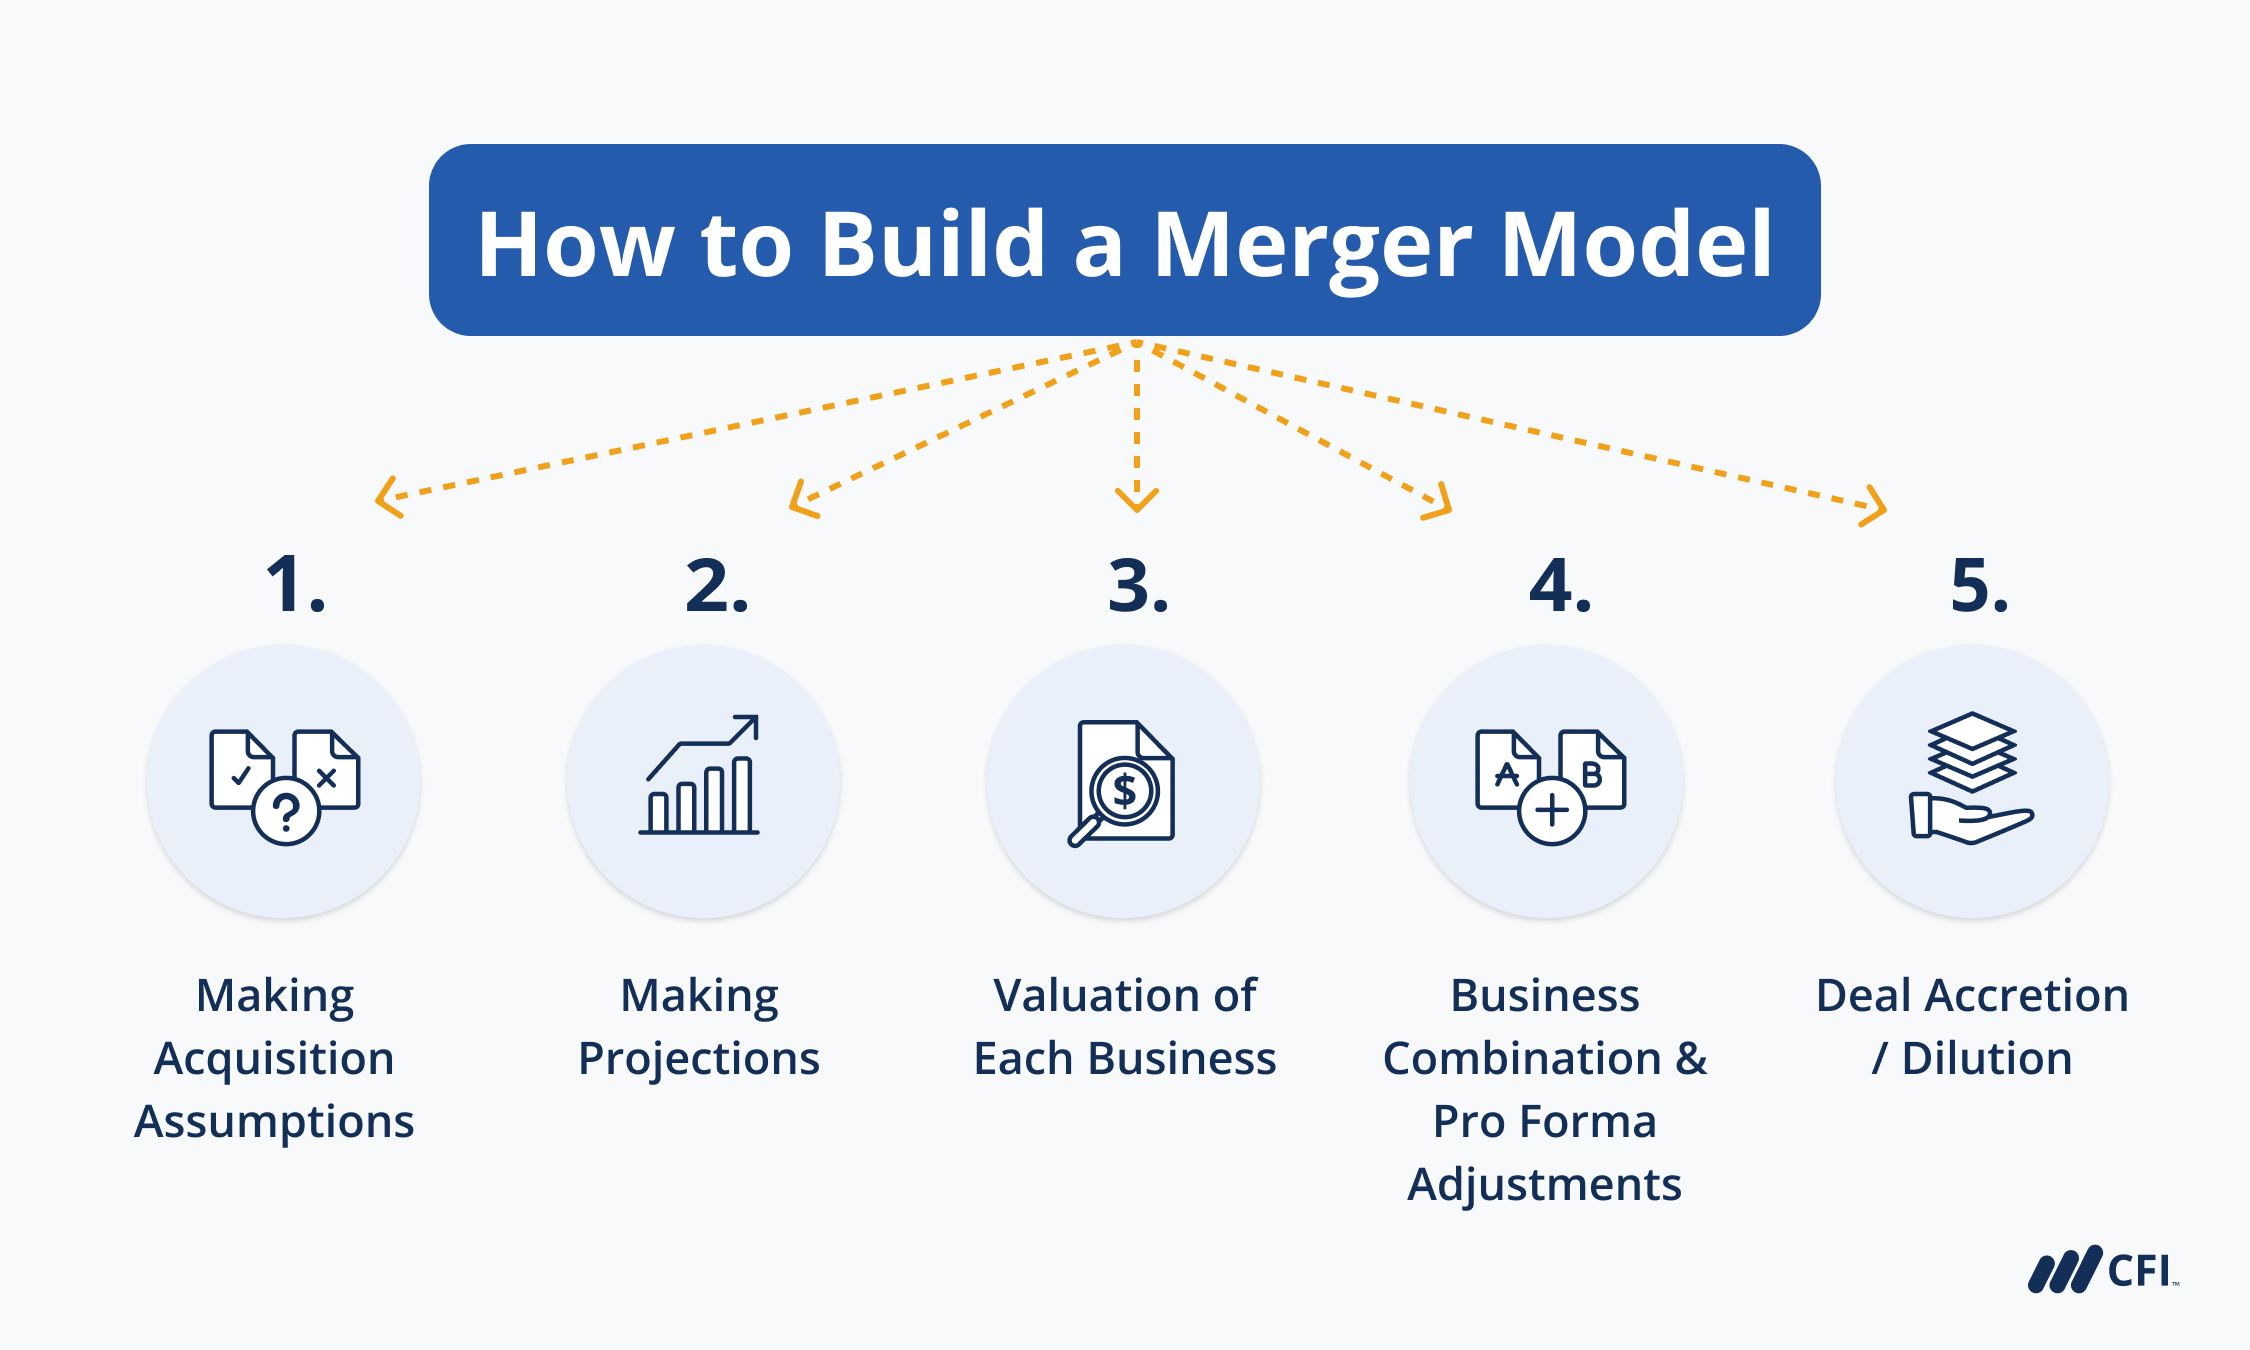 How to Build a Merger Model
1.
2.
3.
4.
5.
?
$
A
B
Making
Acquisition
Assumptions
Making
Projections
Valuation of
Each Business
Business
Combination &
Pro Forma
Adjustments
Deal Accretion
/ Dilution
CFI™